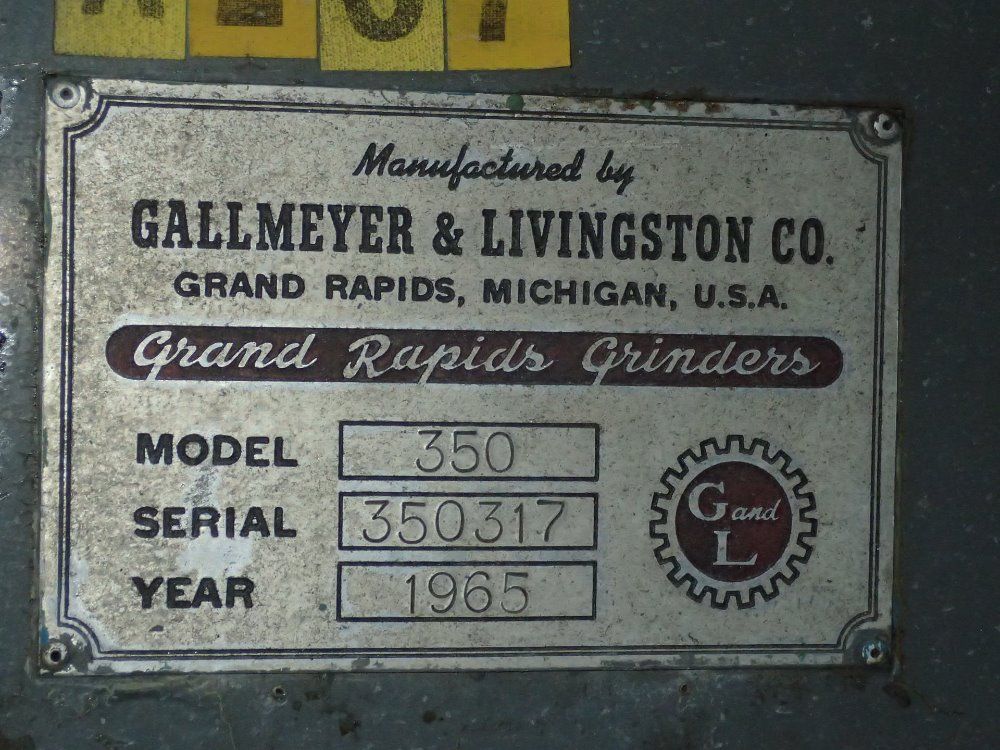 Manufactured by
GALLMEYER & LIVINGSTON CO.
GRAND RAPIDS, MICHIGAN, U.S.A.
Grand Rapids Grinders
MODEL 350
SERIAL 350317
YEAR 1965
G and
L